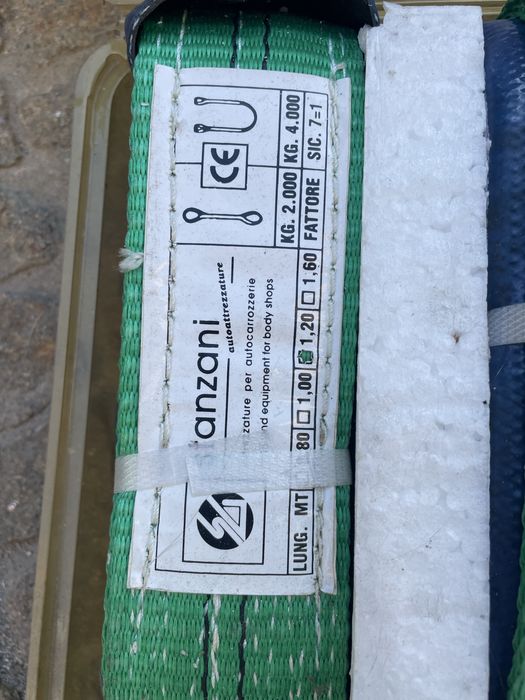 anzani
autoattrezzature
zature per autocarrozzerie
nd equipment for body shops
CE
KG. 2.000 KG. 4.000
FATTORE SIC. 7=1
LUNG. MT 80 1,00 1,20 1,60